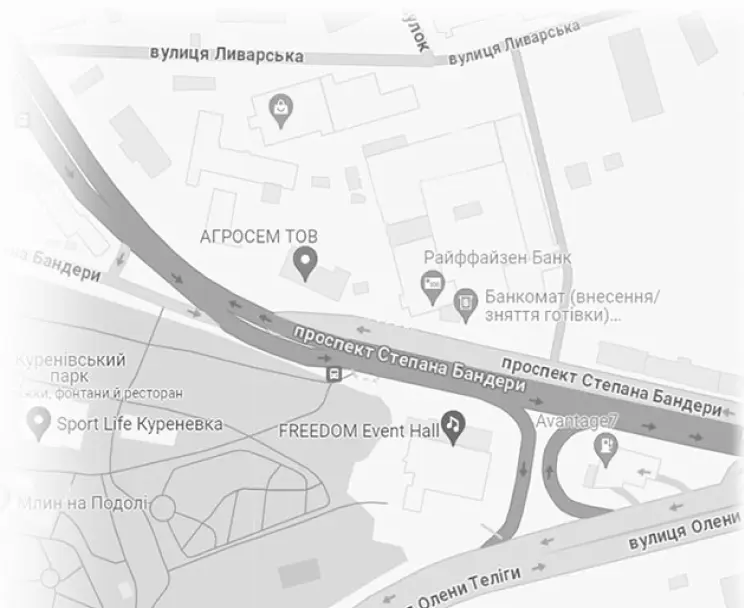 вулиця Ливарська
вулиця Ливарська
АГРОСЕМ ТОВ
Райффайзен Банк
Бандери
Банкомат (внесення/
зняття готівки)...
проспект Степана Бандери
проспект Степана Бандери
Куренівський
парк
фонтани й ресторан
Sport Life Куреневка
FREEDOM Event Hall
Avantage7
Млин на Подолі
вулиця Олени
Олени Теліги